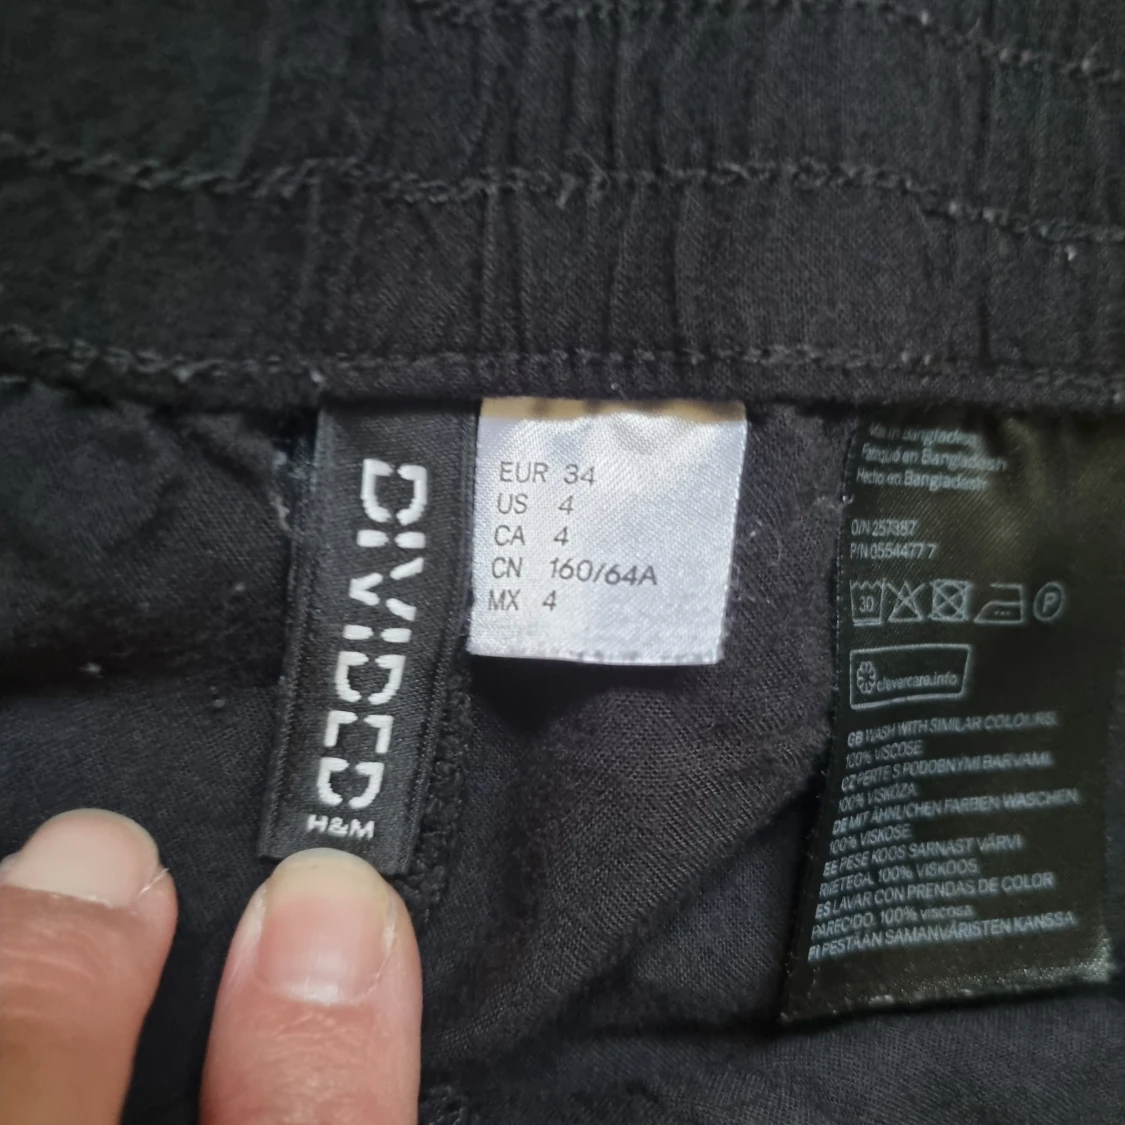 DIVIDED
H&M
EUR 34
US 4
CA 4
CN 160/64A
MX 4
Made in Bangladesh
Fabriqué en Bangladesh
Hecho en Bangladesh
O/N 257387
P/N 0554477 7
30
P
clevercare.info
GB WASH WITH SIMILAR COLOURS.
100% VISCOSE
CZ PERTE S PODOBNYMI BARVAMI.
100% VISKÓZA
DE MIT ÄHNLICHEN FARBEN WASCHEN
100% VISKOSE
EE PESE KOOS SARNAST VÄRVI
RIIETEGA, 100% VISKOOS
ES LAVAR CON PRENDAS DE COLOR
PARECIDO. 100% viscosa
FI PESTÄÄN SAMANVÄRISTEN KANSSA